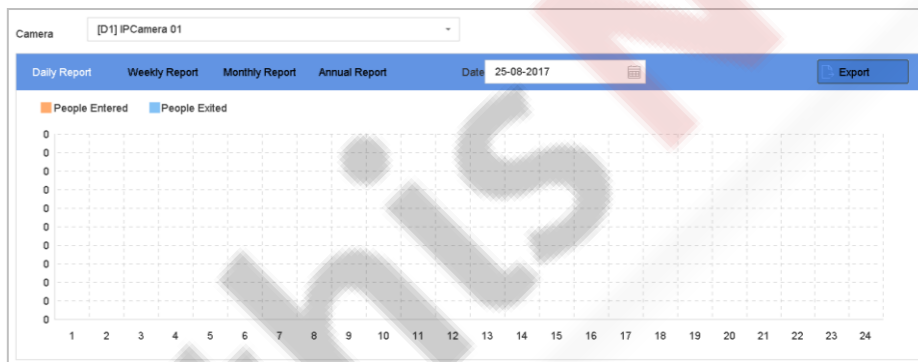 Camera [D1] IPCamera 01
Daily Report Weekly Report Monthly Report Annual Report Date 25-08-2017 Export
People Entered People Exited
0
0
0
0
0
0
0
0
0
0
0
1 2 3 4 5 6 7 8 9 10 11 12 13 14 15 16 17 18 19 20 21 22 23 24
this